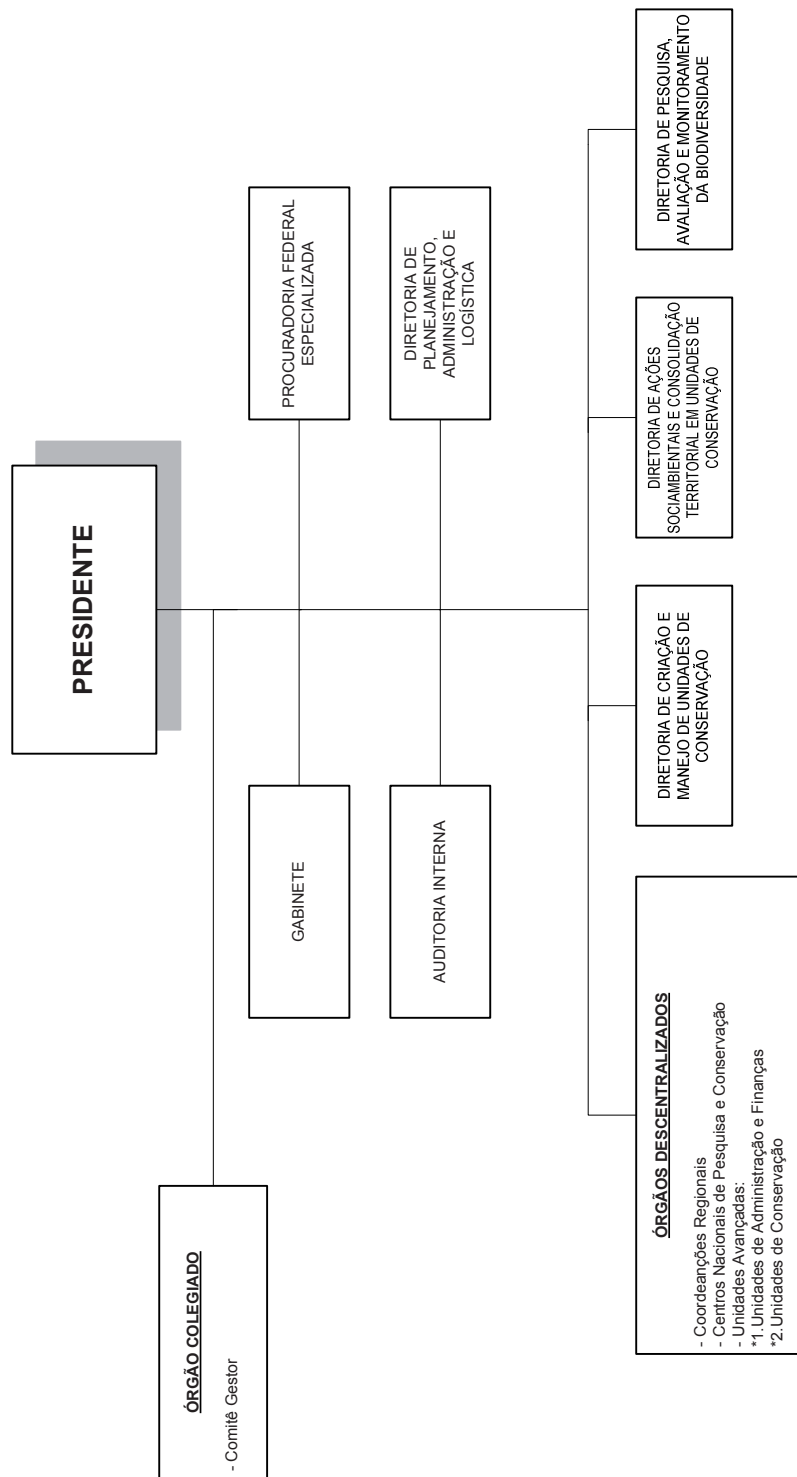 PRESIDENTE
ÓRGÃO COLEGIADO
- Comitê Gestor
GABINETE
PROCURADORIA FEDERAL
ESPECIALIZADA
AUDITORIA INTERNA
DIRETORIA DE
PLANEJAMENTO,
ADMINISTRAÇÃO E
LOGÍSTICA
ÓRGÃOS DESCENTRALIZADOS
- Coordeanções Regionais
- Centros Nacionais de Pesquisa e Conservação
- Unidades Avançadas:
*1.Unidades de Administração e Finanças
*2.Unidades de Conservação
DIRETORIA DE CRIAÇÃO E
MANEJO DE UNIDADES DE
CONSERVAÇÃO
DIRETORIA DE AÇÕES
SOCIAMBIENTAIS E CONSOLIDAÇÃO
TERRITORIAL EM UNIDADES DE
CONSERVAÇÃO
DIRETORIA DE PESQUISA,
AVALIAÇÃO E MONITORAMENTO
DA BIODIVERSIDADE